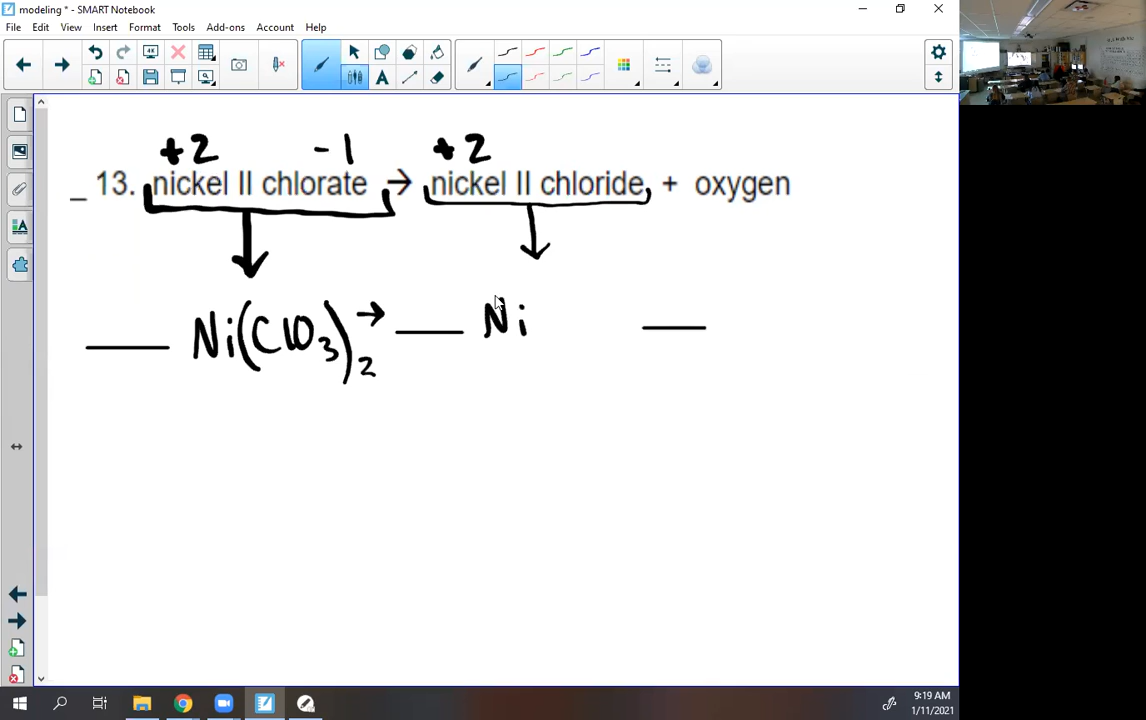 modeling * - SMART Notebook
File Edit View Insert Format Tools Add-ons Account Help
+2 -1 +2
_ 13. nickel II chlorate → nickel II chloride, + oxygen
___ Ni(ClO3)2 → ___ Ni ___
9:19 AM
1/11/2021